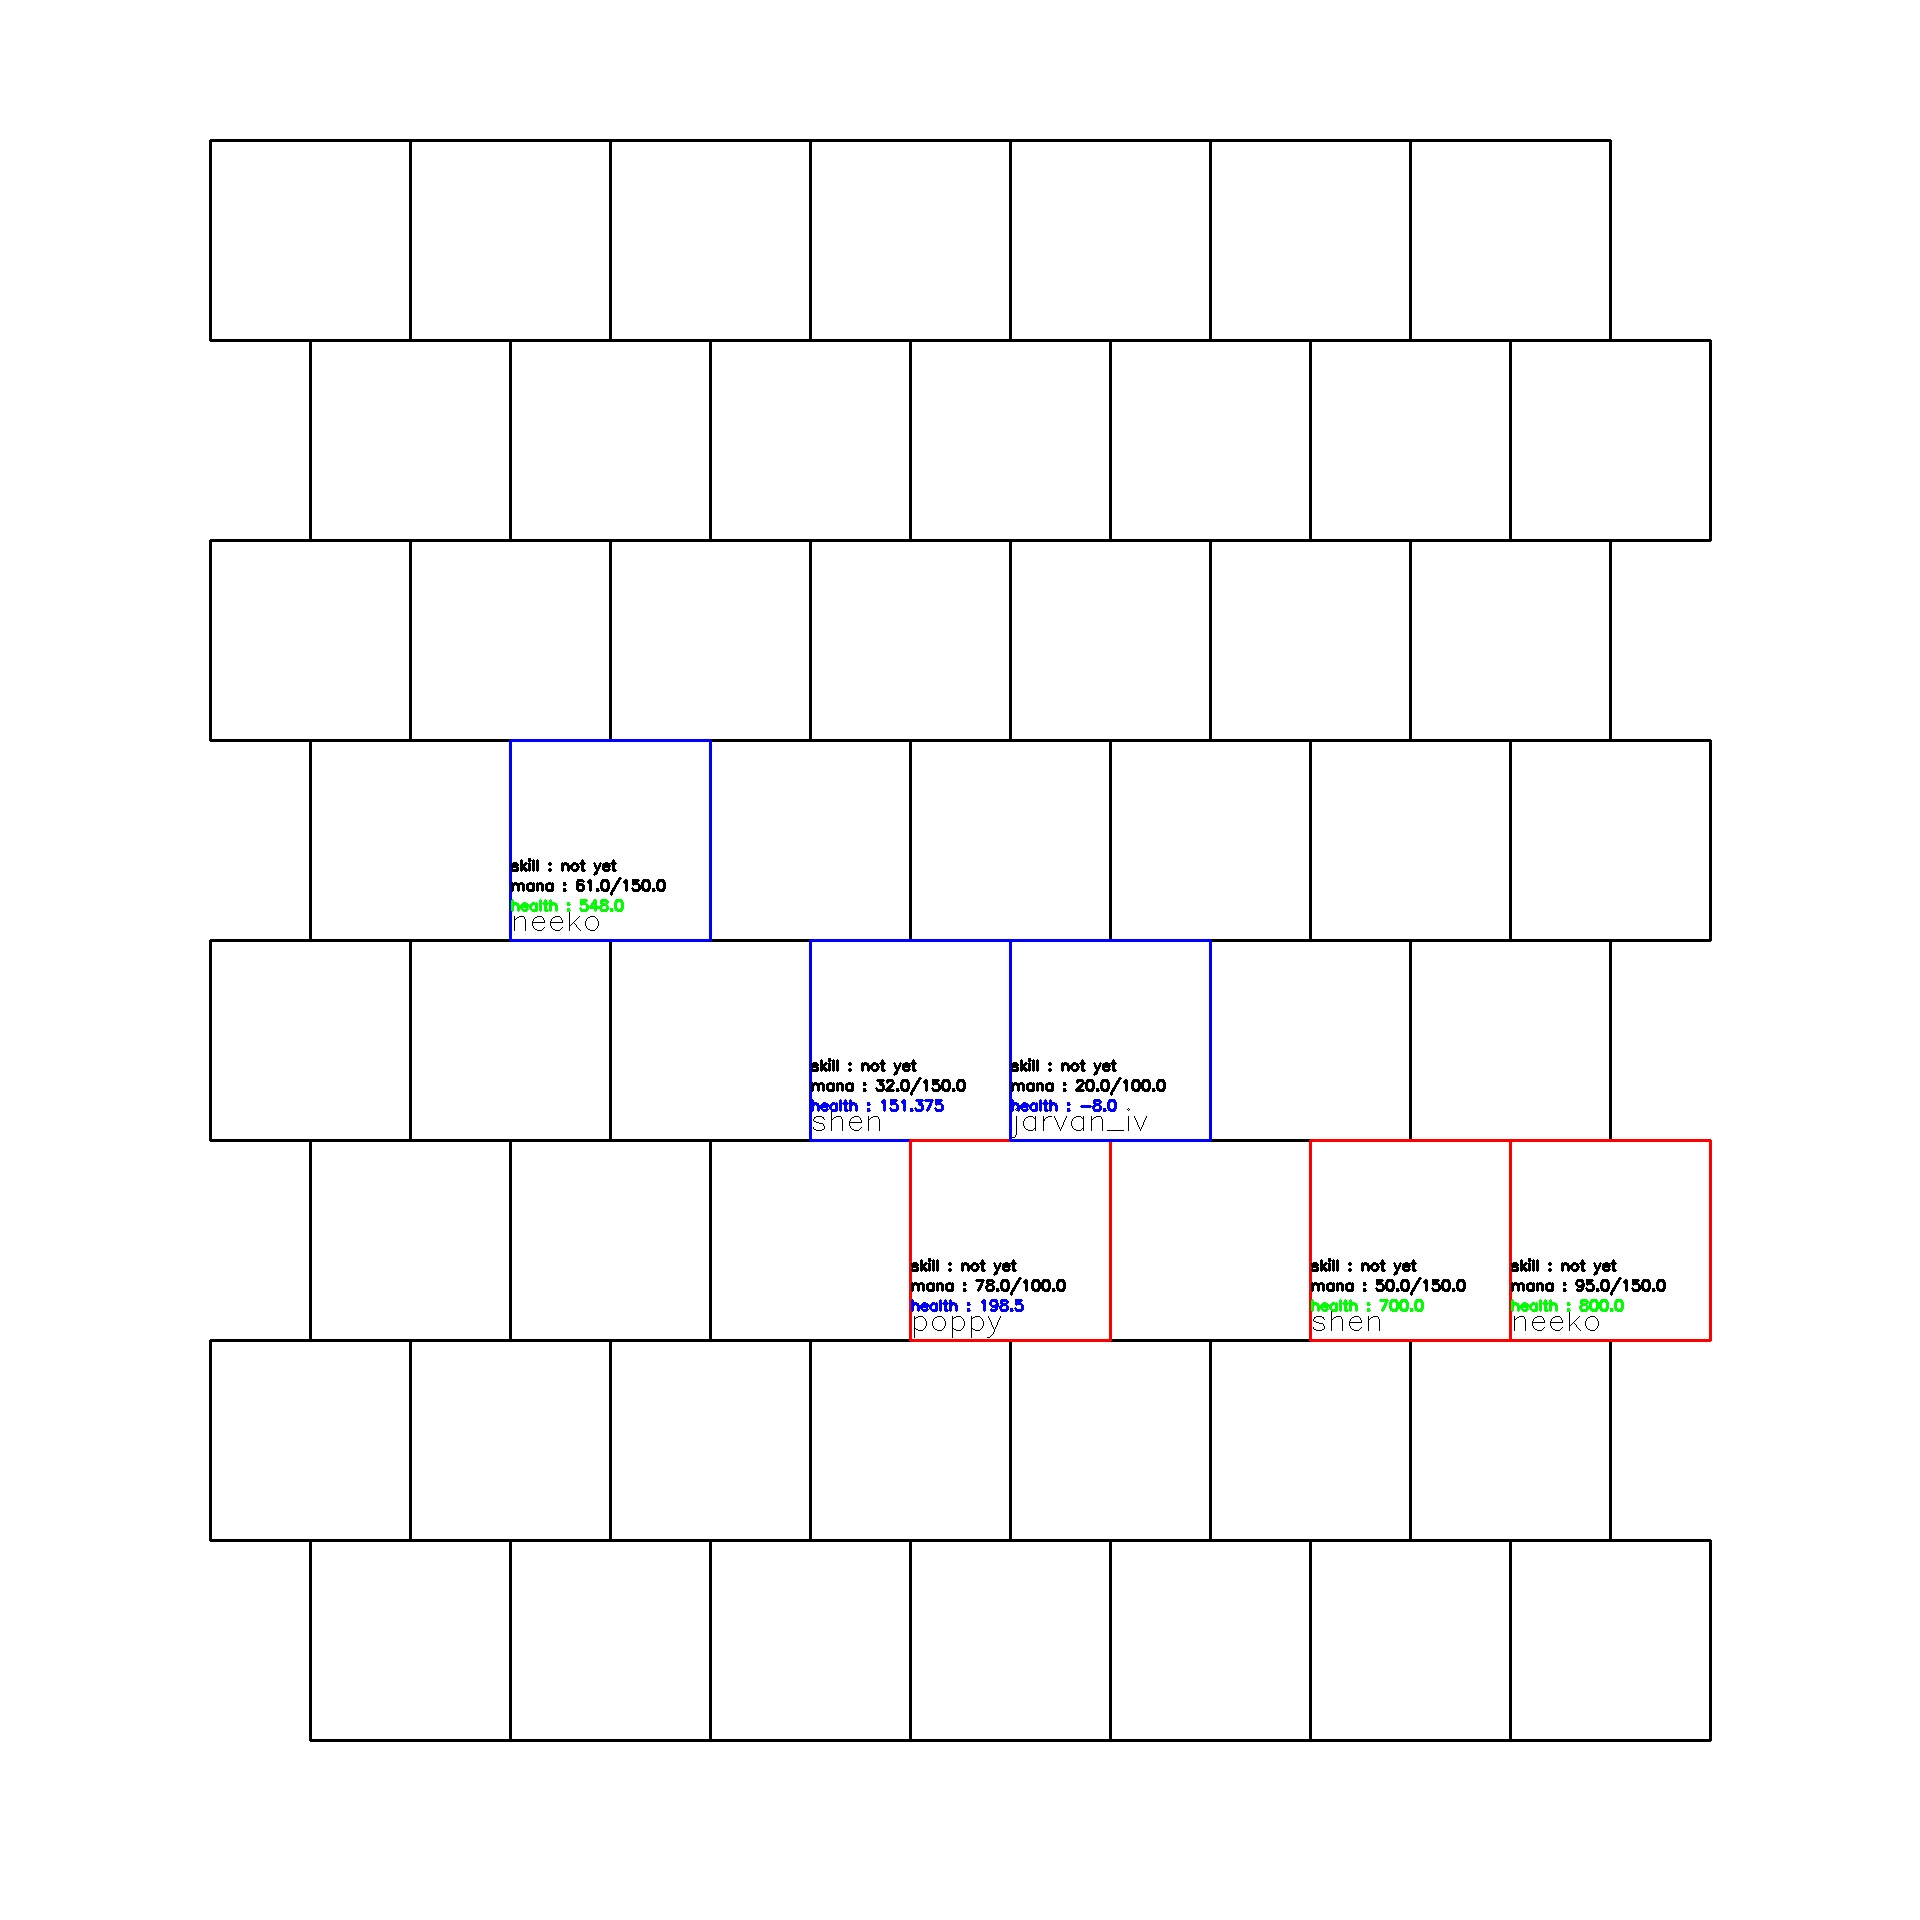 skill : not yet
mana : 61.0/150.0
health : 548.0
neeko
skill : not yet
mana : 32.0/150.0
health : 151.375
shen
skill : not yet
mana : 20.0/100.0
health : -8.0
jarvan_iv
skill : not yet
mana : 78.0/100.0
health : 198.5
poppy
skill : not yet
mana : 50.0/150.0
health : 700.0
shen
skill : not yet
mana : 95.0/150.0
health : 800.0
neeko